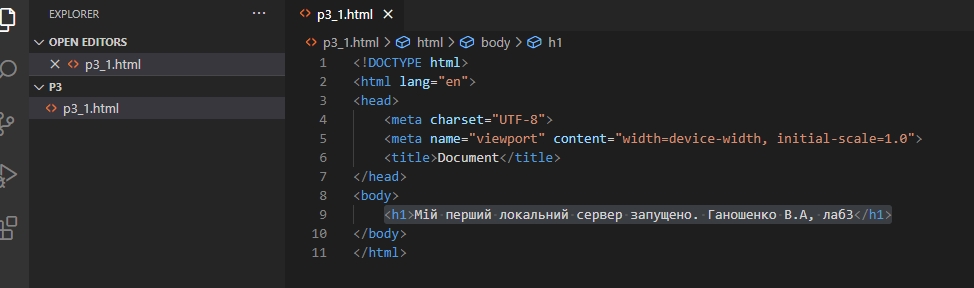 EXPLORER ···
OPEN EDITORS
p3_1.html
P3
p3_1.html
p3_1.html
p3_1.html > html > body > h1
1 <!DOCTYPE html>
2 <html lang="en">
3 <head>
4 <meta charset="UTF-8">
5 <meta name="viewport" content="width=device-width, initial-scale=1.0">
6 <title>Document</title>
7 </head>
8 <body>
9 <h1>Мій перший локальний сервер запущено. Ганошенко В.А, лаб3</h1>
10 </body>
11 </html>